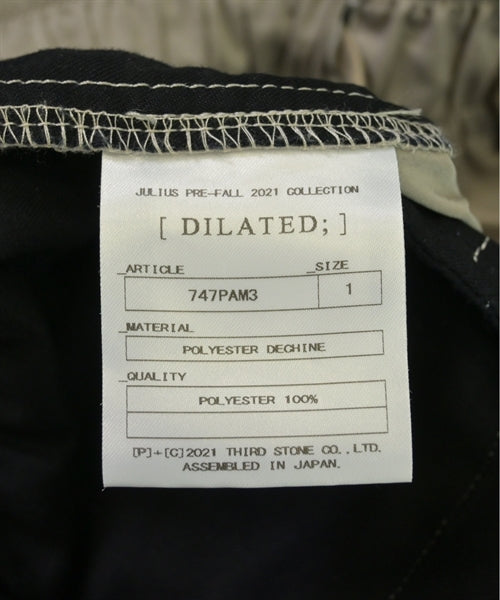 JULIUS PRE-FALL 2021 COLLECTION
[ DILATED; ]
_ARTICLE _SIZE
747PAM3 1
_MATERIAL
POLYESTER DECHINE
_QUALITY
POLYESTER 100%
[P]+[C]2021 THIRD STONE CO.,LTD.
ASSEMBLED IN JAPAN.